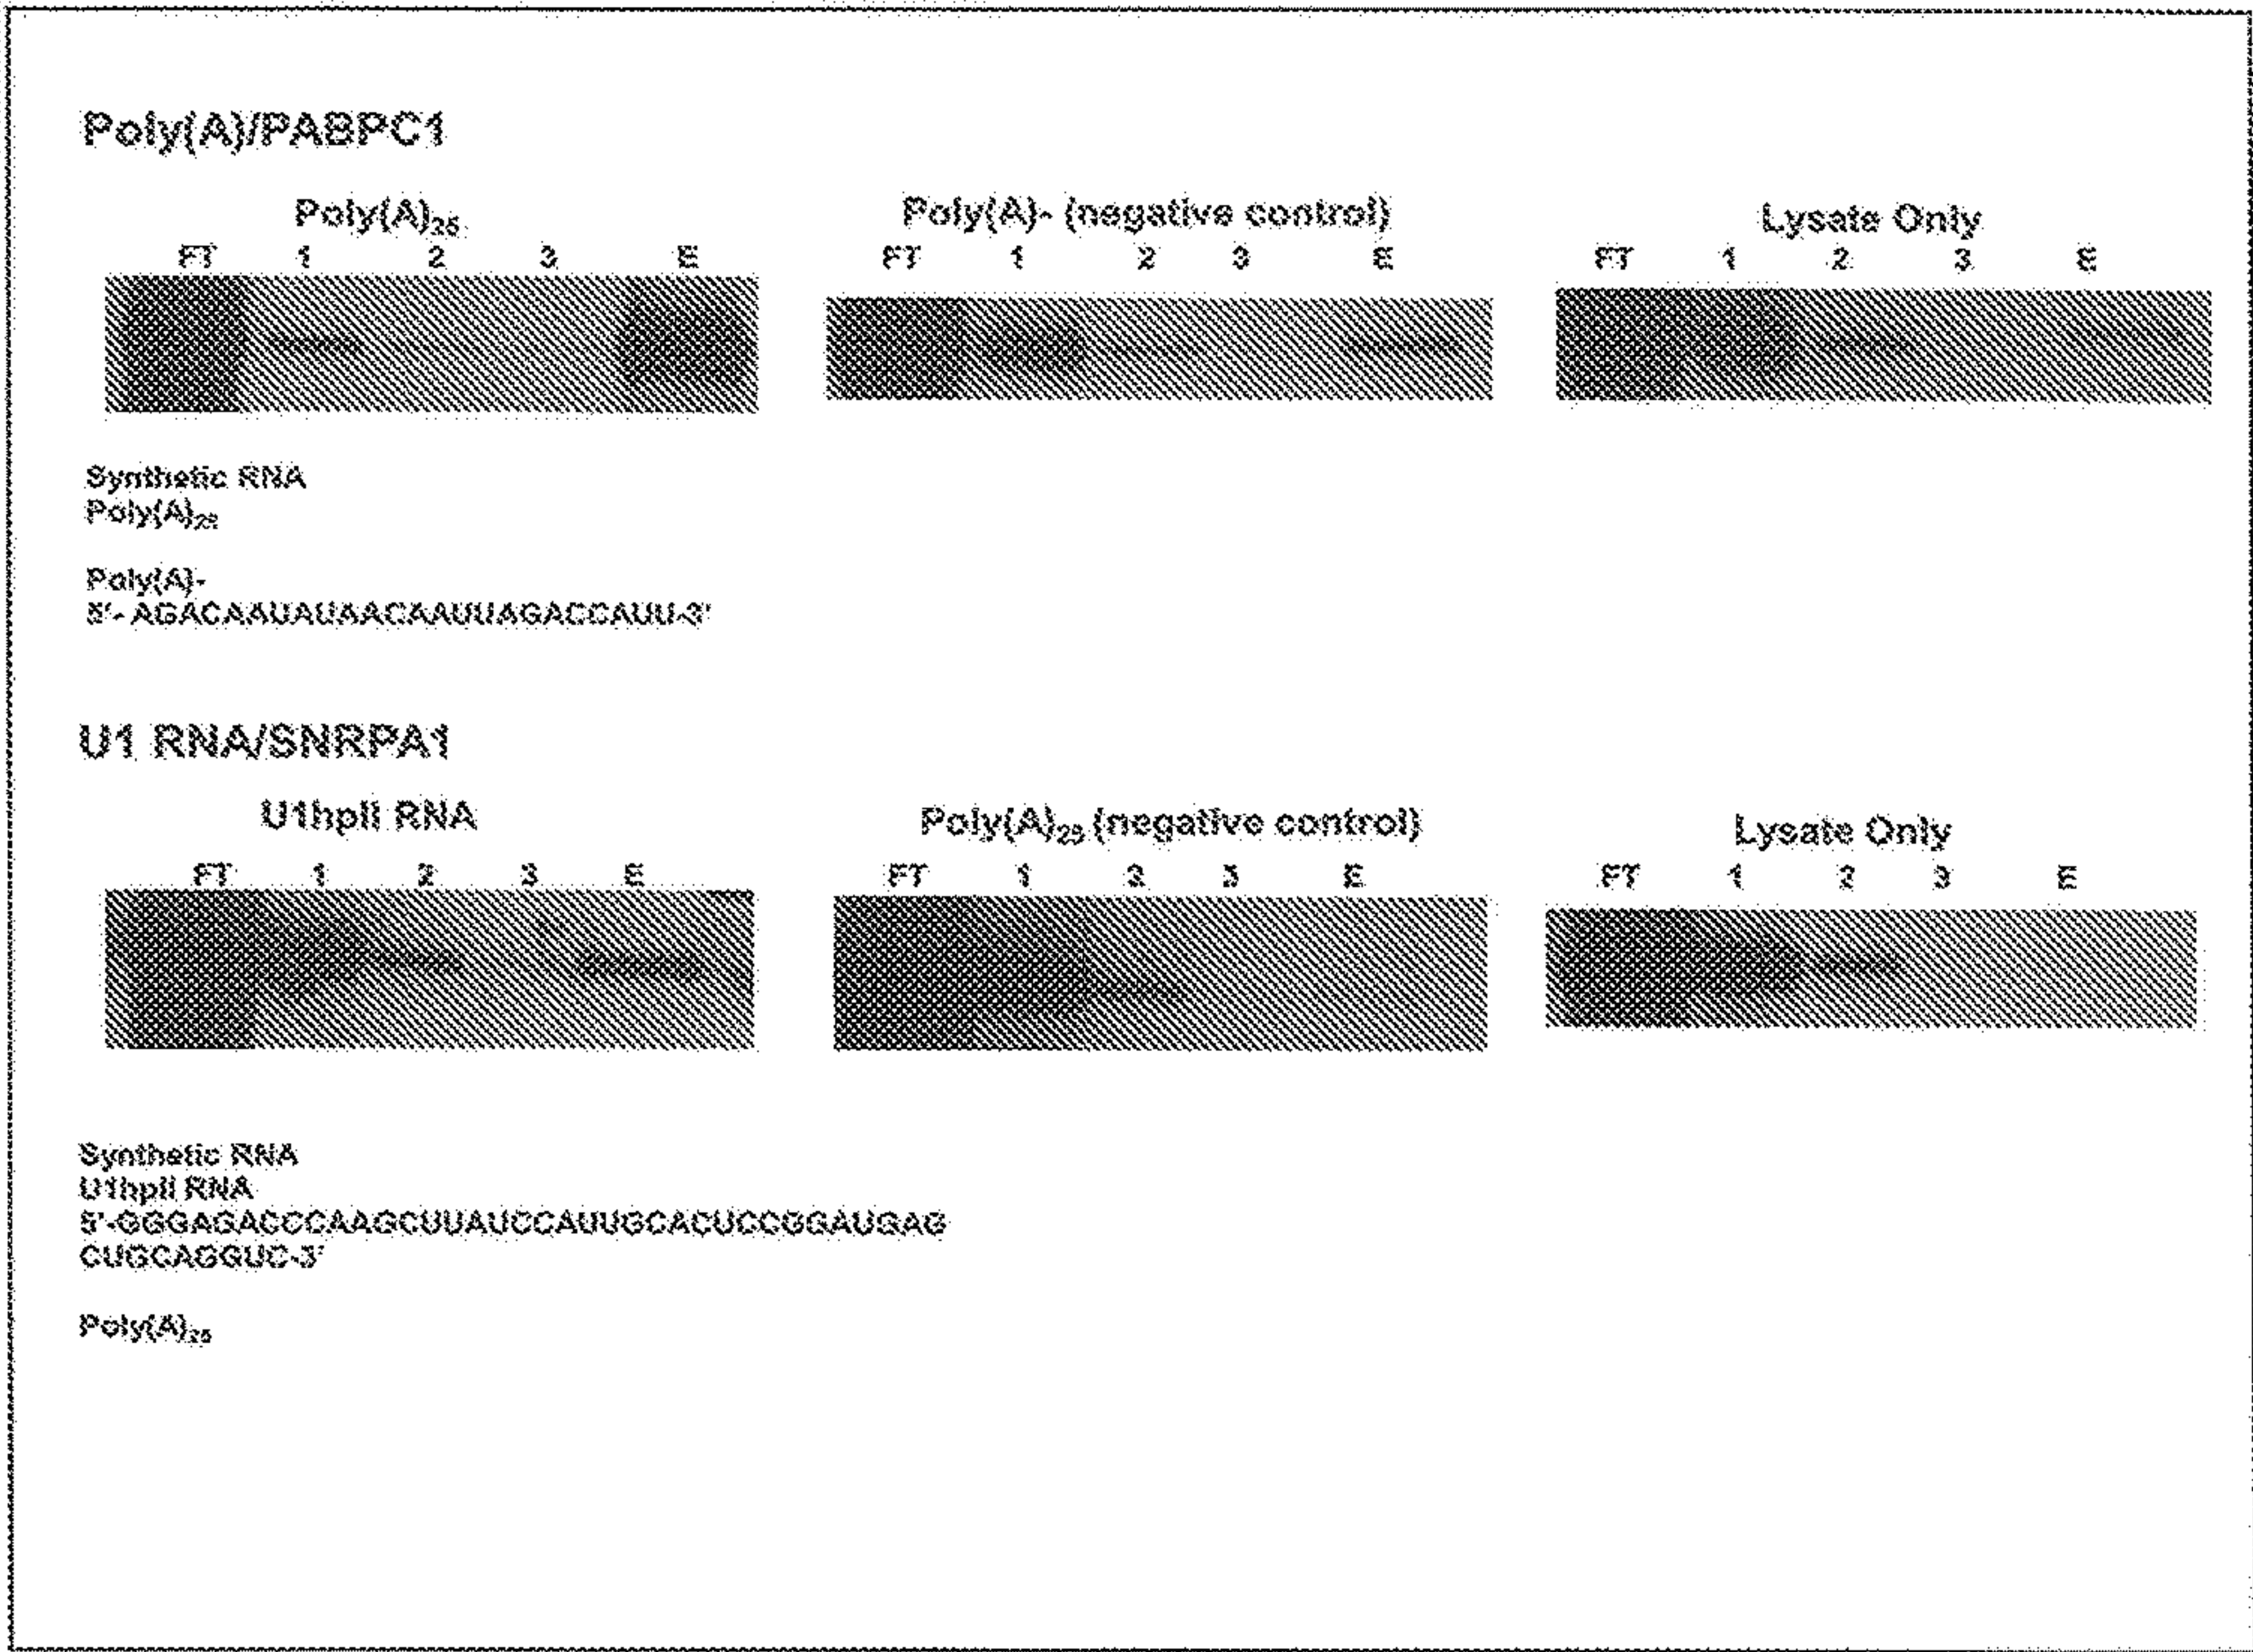 Poly(A)/PABPC1
Poly(A)₂₅ Poly(A)- (negative control) Lysate Only
FT 1 2 3 E FT 1 2 3 E FT 1 2 3 E
Synthetic RNA
Poly(A)₂₅
Poly(A)-
5'- AGACAAUAUAACAAUUAGACCAUU-3'
U1 RNA/SNRPA1
U1hpII RNA Poly(A)₂₅ (negative control) Lysate Only
FT 1 2 3 E FT 1 2 3 E FT 1 2 3 E
Synthetic RNA
U1hpII RNA
5'-GGGAGACCCAAGCUUAUCCAUUGCACUCCGGAUGAG
CUGCAGGUC-3'
Poly(A)₂₅